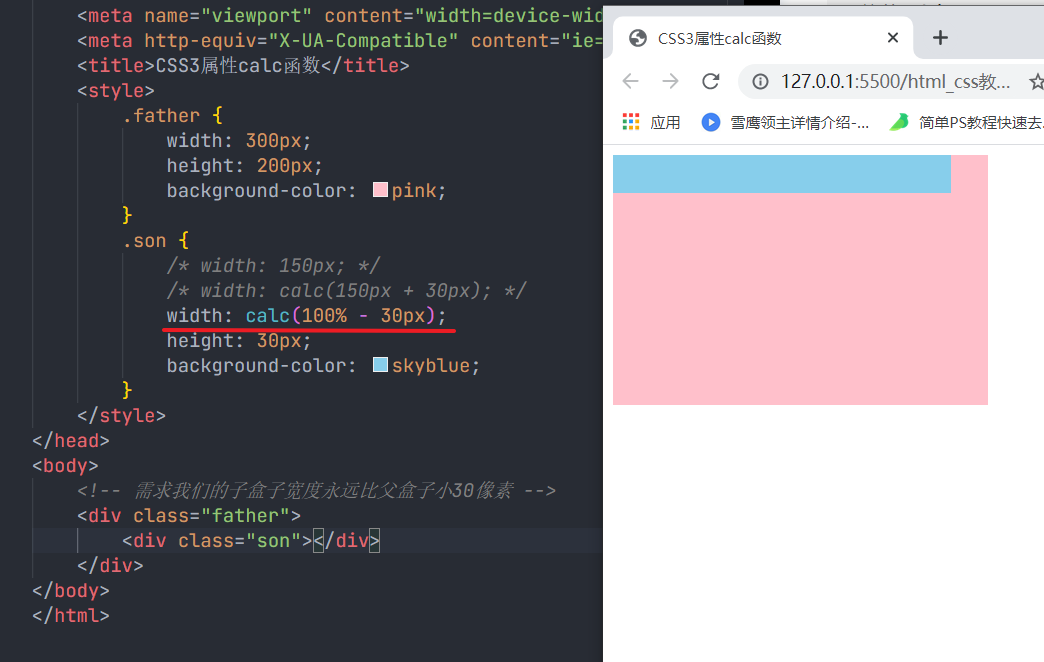 <meta name="viewport" content="width=device-wid
<meta http-equiv="X-UA-Compatible" content="ie=
<title>CSS3属性calc函数</title>
<style>
.father {
width: 300px;
height: 200px;
background-color: pink;
}
.son {
/* width: 150px; */
/* width: calc(150px + 30px); */
width: calc(100% - 30px);
height: 30px;
background-color: skyblue;
}
</style>
</head>
<body>
<!-- 需求我们的子盒子宽度永远比父盒子小30像素 -->
<div class="father">
<div class="son"></div>
</div>
</body>
</html>
CSS3属性calc函数
127.0.0.1:5500/html_css教...
应用 雪鹰领主详情介绍-... 简单PS教程快速去.